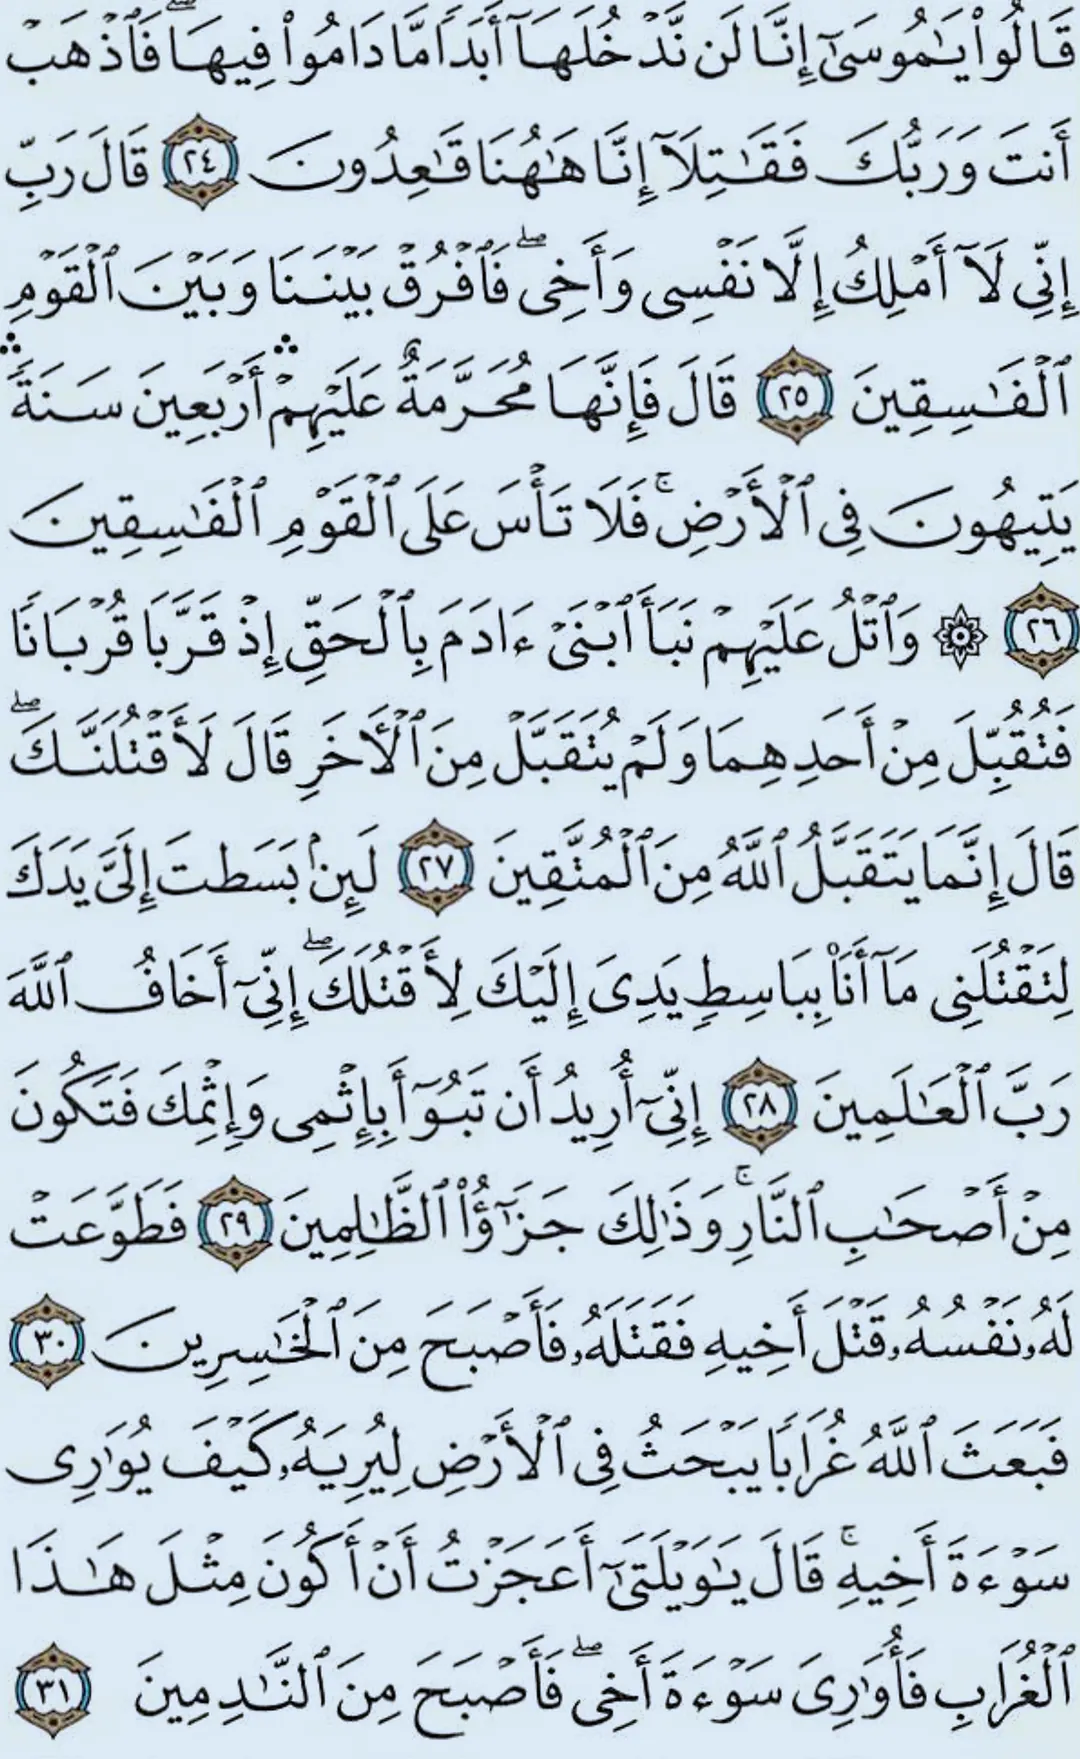 قَالُوا۟ يَـٰمُوسَىٰٓ إِنَّا لَن نَّدْخُلَهَآ أَبَدًا مَّا دَامُوا۟ فِيهَا ۖ فَٱذْهَبْ
أَنتَ وَرَبُّكَ فَقَـٰتِلَآ إِنَّا هَـٰهُنَا قَـٰعِدُونَ ٢٤ قَالَ رَبِّ
إِنِّى لَآ أَمْلِكُ إِلَّا نَفْسِى وَأَخِى ۖ فَٱفْرُقْ بَيْنَنَا وَبَيْنَ ٱلْقَوْمِ
ٱلْفَـٰسِقِينَ ٢٥ قَالَ فَإِنَّهَا مُحَرَّمَةٌ عَلَيْهِمْ ۛ أَرْبَعِينَ سَنَةً ۛ
يَتِيهُونَ فِى ٱلْأَرْضِ ۚ فَلَا تَأْسَ عَلَى ٱلْقَوْمِ ٱلْفَـٰسِقِينَ
٢٦ ۞ وَٱتْلُ عَلَيْهِمْ نَبَأَ ٱبْنَىْ ءَادَمَ بِٱلْحَقِّ إِذْ قَرَّبَا قُرْبَانًا
فَتُقُبِّلَ مِنْ أَحَدِهِمَا وَلَمْ يُتَقَبَّلْ مِنَ ٱلْـَٔاخَرِ قَالَ لَأَقْتُلَنَّكَ ۖ
قَالَ إِنَّمَا يَتَقَبَّلُ ٱللَّهُ مِنَ ٱلْمُتَّقِينَ ٢٧ لَئِنۢ بَسَطتَ إِلَىَّ يَدَكَ
لِتَقْتُلَنِى مَآ أَنَا۠ بِبَاسِطٍ يَدِىَ إِلَيْكَ لِأَقْتُلَكَ ۖ إِنِّىٓ أَخَافُ ٱللَّهَ
رَبَّ ٱلْعَـٰلَمِينَ ٢٨ إِنِّىٓ أُرِيدُ أَن تَبُوٓأَ بِإِثْمِى وَإِثْمِكَ فَتَكُونَ
مِنْ أَصْحَـٰبِ ٱلنَّارِ ۚ وَذَٰلِكَ جَزَٰٓؤُا۟ ٱلظَّـٰلِمِينَ ٢٩ فَطَوَّعَتْ
لَهُۥ نَفْسُهُۥ قَتْلَ أَخِيهِ فَقَتَلَهُۥ فَأَصْبَحَ مِنَ ٱلْخَـٰسِرِينَ ٣٠
فَبَعَثَ ٱللَّهُ غُرَابًا يَبْحَثُ فِى ٱلْأَرْضِ لِيُرِيَهُۥ كَيْفَ يُوَٰرِى
سَوْءَةَ أَخِيهِ ۚ قَالَ يَـٰوَيْلَتَىٰٓ أَعَجَزْتُ أَنْ أَكُونَ مِثْلَ هَـٰذَا
ٱلْغُرَابِ فَأُوَٰرِىَ سَوْءَةَ أَخِى ۖ فَأَصْبَحَ مِنَ ٱلنَّـٰدِمِينَ ٣١